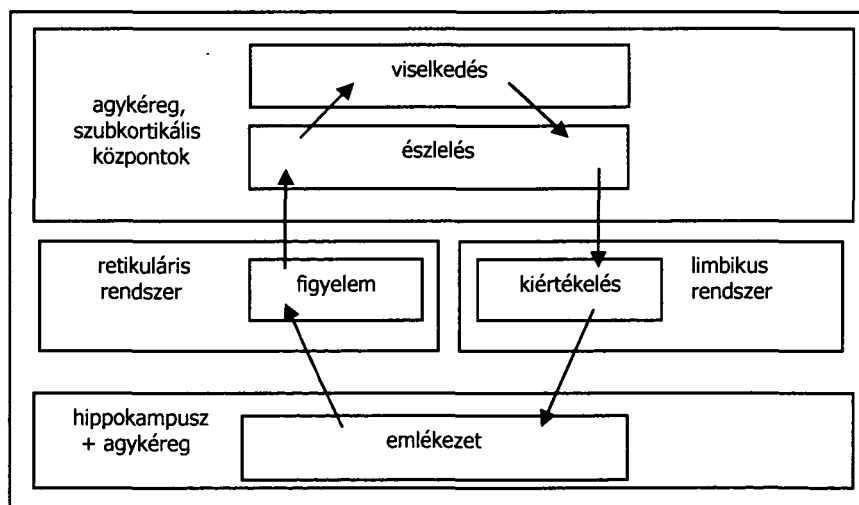 viselkedés
agykéreg,
szubkortikális
központok
észlelés
retikuláris
rendszer
figyelem
kiértékelés
limbikus
rendszer
hippokampusz
+ agykéreg
emlékezet